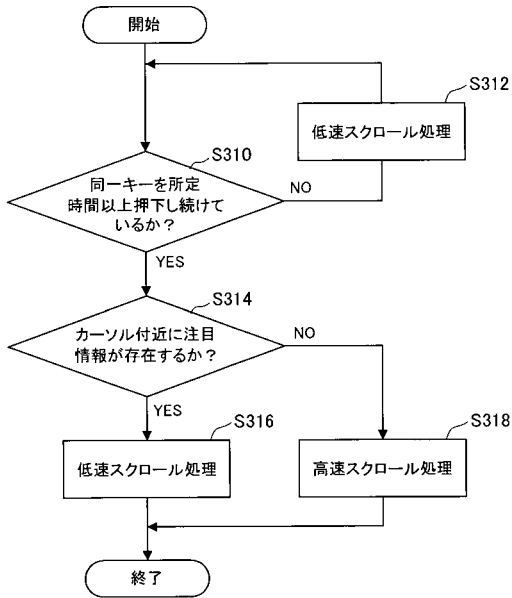 開始
S312
低速スクロール処理
S310
同一キーを所定
時間以上押下し続けて
いるか？
NO
YES
S314
カーソル付近に注目
情報が存在するか？
NO
YES
S316
低速スクロール処理
S318
高速スクロール処理
終了